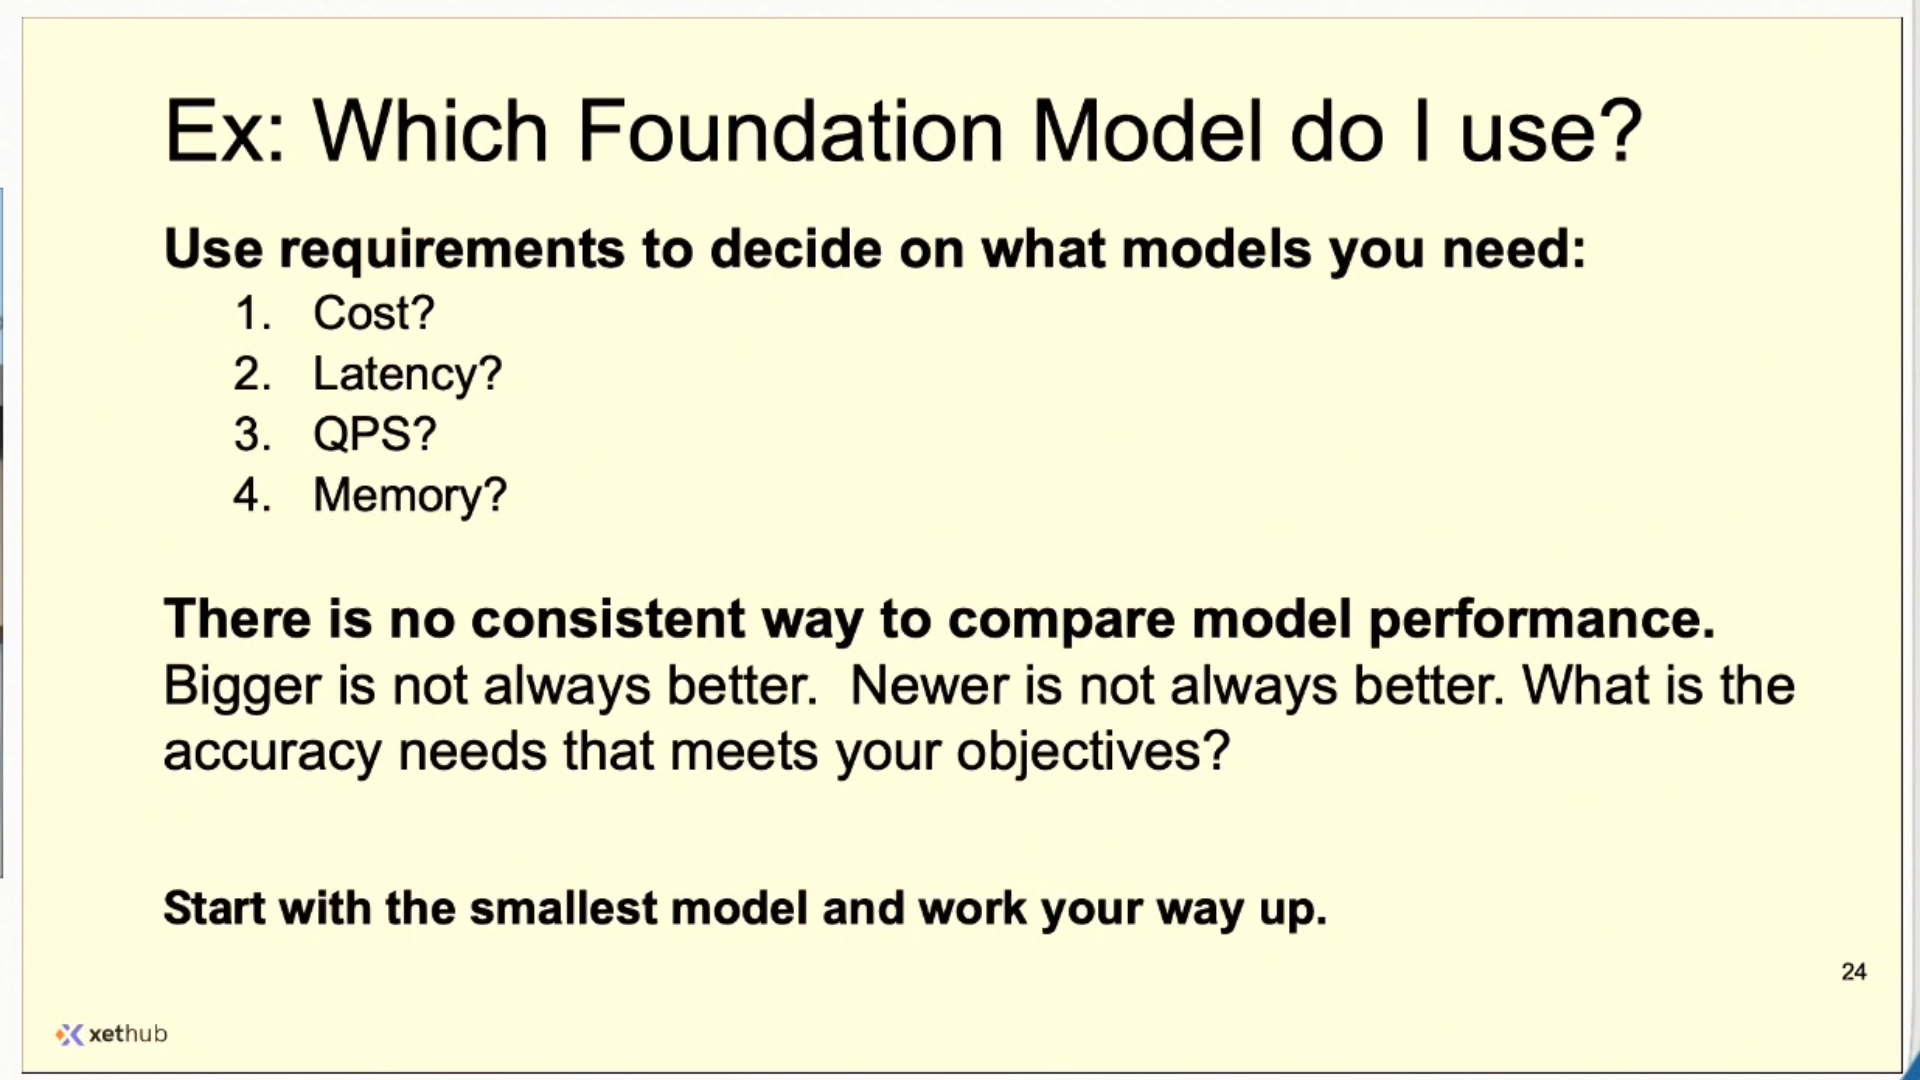 Ex: Which Foundation Model do I use?
Use requirements to decide on what models you need:
1. Cost?
2. Latency?
3. QPS?
4. Memory?
There is no consistent way to compare model performance.
Bigger is not always better.  Newer is not always better. What is the
accuracy needs that meets your objectives?
Start with the smallest model and work your way up.
24
xethub